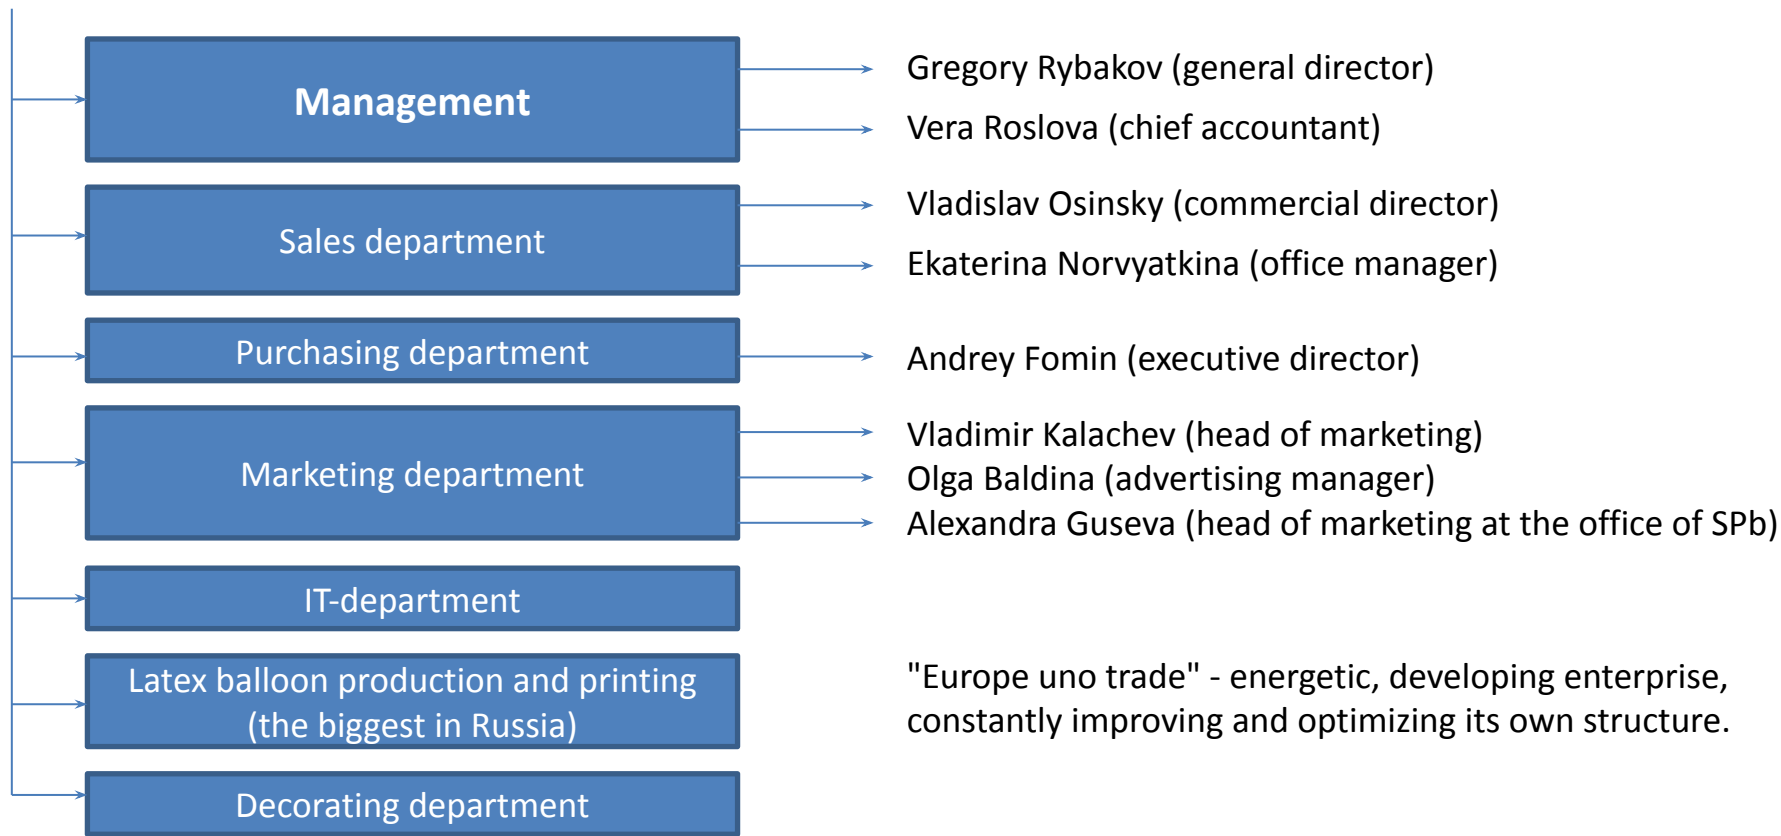 Management
Gregory Rybakov (general director)
Vera Roslova (chief accountant)
Sales department
Vladislav Osinsky (commercial director)
Ekaterina Norvyatkina (office manager)
Purchasing department
Andrey Fomin (executive director)
Marketing department
Vladimir Kalachev (head of marketing)
Olga Baldina (advertising manager)
Alexandra Guseva (head of marketing at the office of SPb)
IT-department
Latex balloon production and printing
(the biggest in Russia)
"Europe uno trade" - energetic, developing enterprise,
constantly improving and optimizing its own structure.
Decorating department